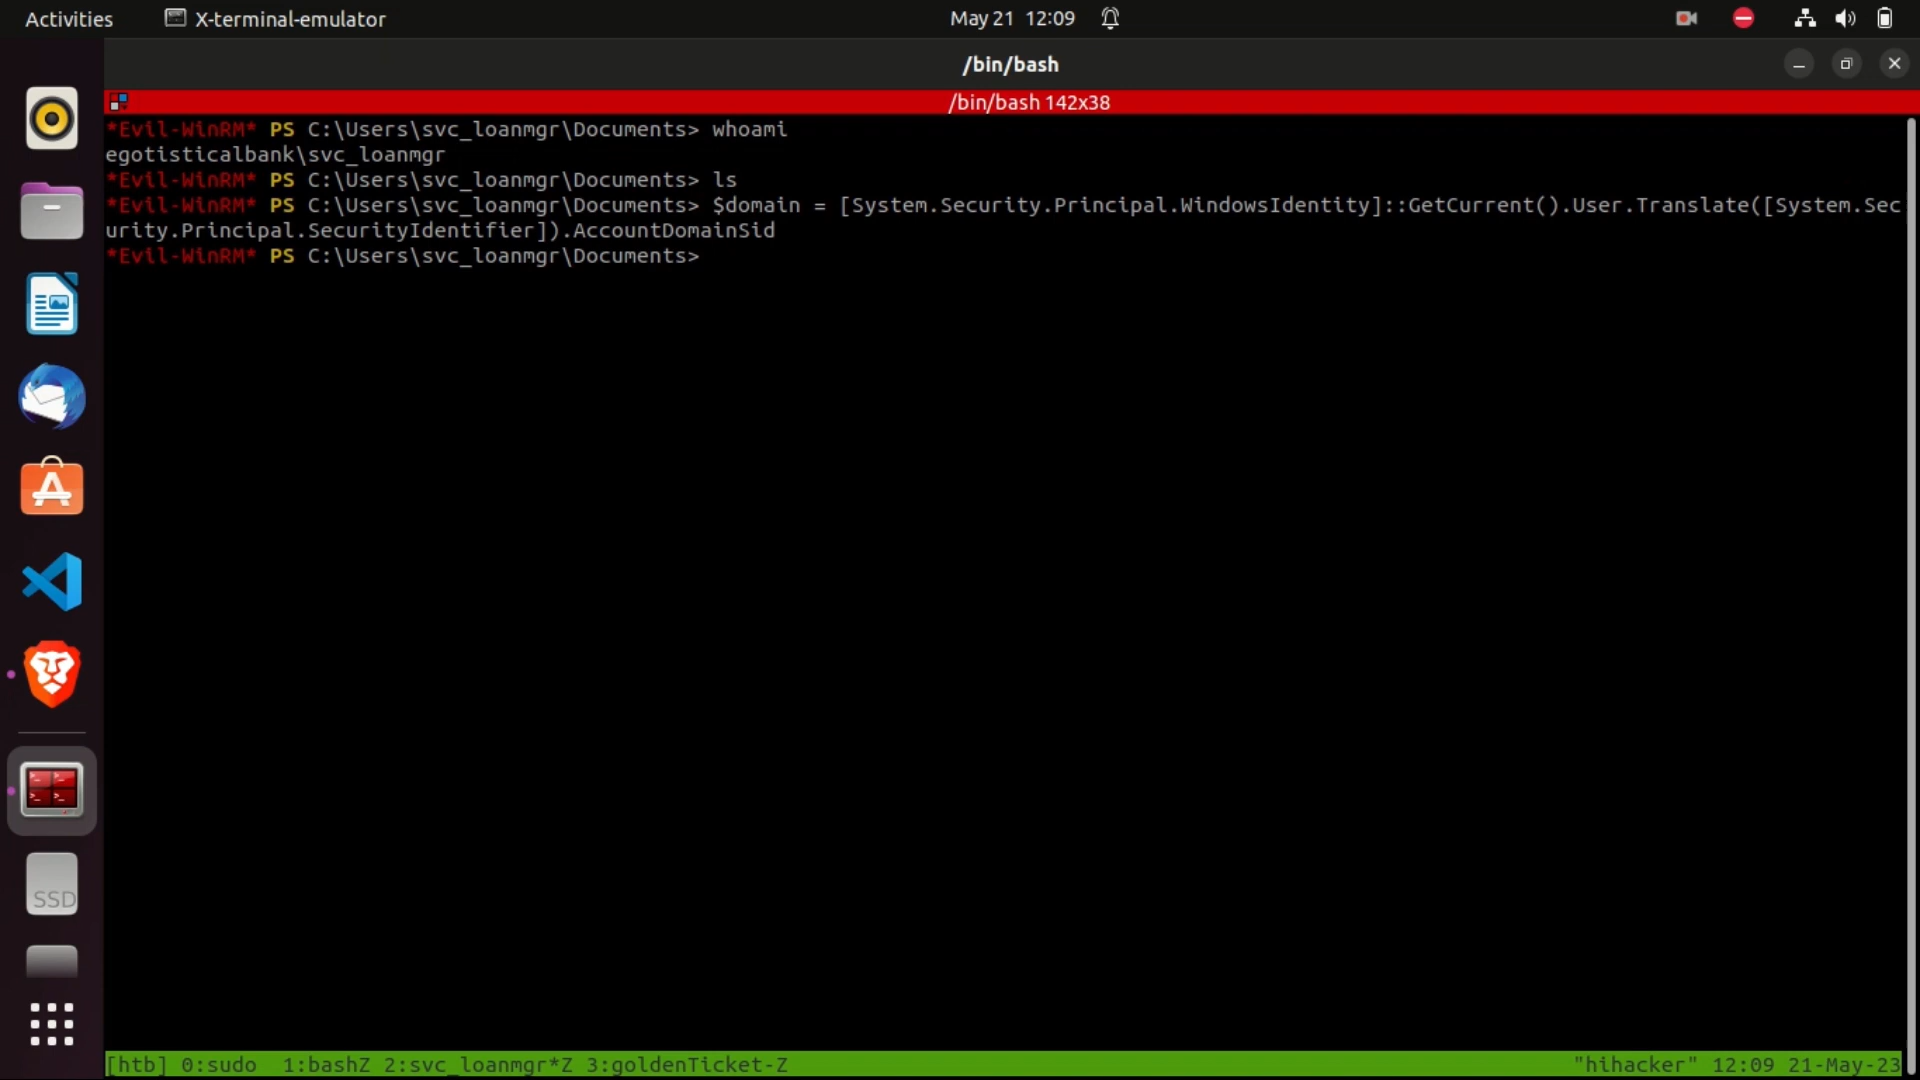 Activities X-terminal-emulator May 21 12:09
/bin/bash
/bin/bash 142x38
*Evil-WinRM* PS C:\Users\svc_loanmgr\Documents> whoami
egotisticalbank\svc_loanmgr
*Evil-WinRM* PS C:\Users\svc_loanmgr\Documents> ls
*Evil-WinRM* PS C:\Users\svc_loanmgr\Documents> $domain = [System.Security.Principal.WindowsIdentity]::GetCurrent().User.Translate([System.Sec
urity.Principal.SecurityIdentifier]).AccountDomainSid
*Evil-WinRM* PS C:\Users\svc_loanmgr\Documents>
SSD
[htb] 0:sudo 1:bashZ 2:svc_loanmgr*Z 3:goldenTicket-Z "hihacker" 12:09 21-May-23